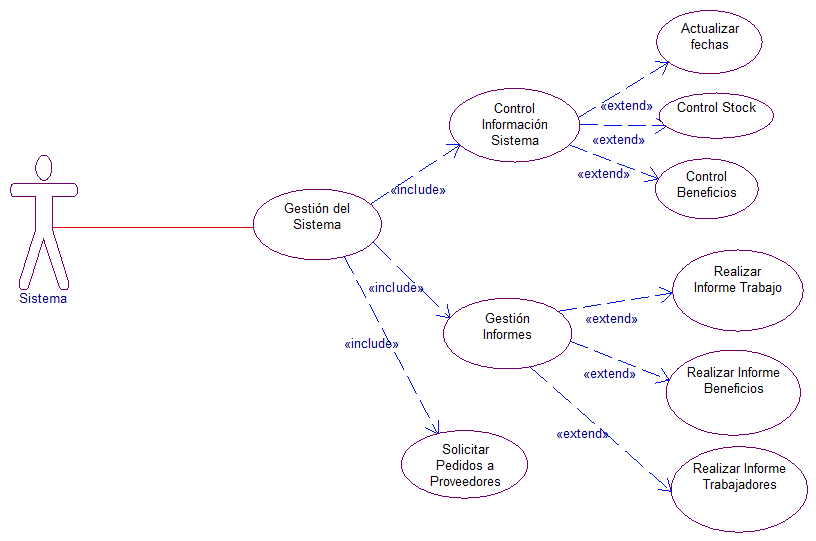 Actualizar
fechas
«extend»
Control
Información
Sistema
Control Stock
«extend»
«extend»
Control
Beneficios
«include»
Gestión del
Sistema
Sistema
«include»
Realizar
Informe Trabajo
«extend»
Gestión
Informes
«include»
«extend»
Realizar Informe
Beneficios
«extend»
Solicitar
Pedidos a
Proveedores
Realizar Informe
Trabajadores